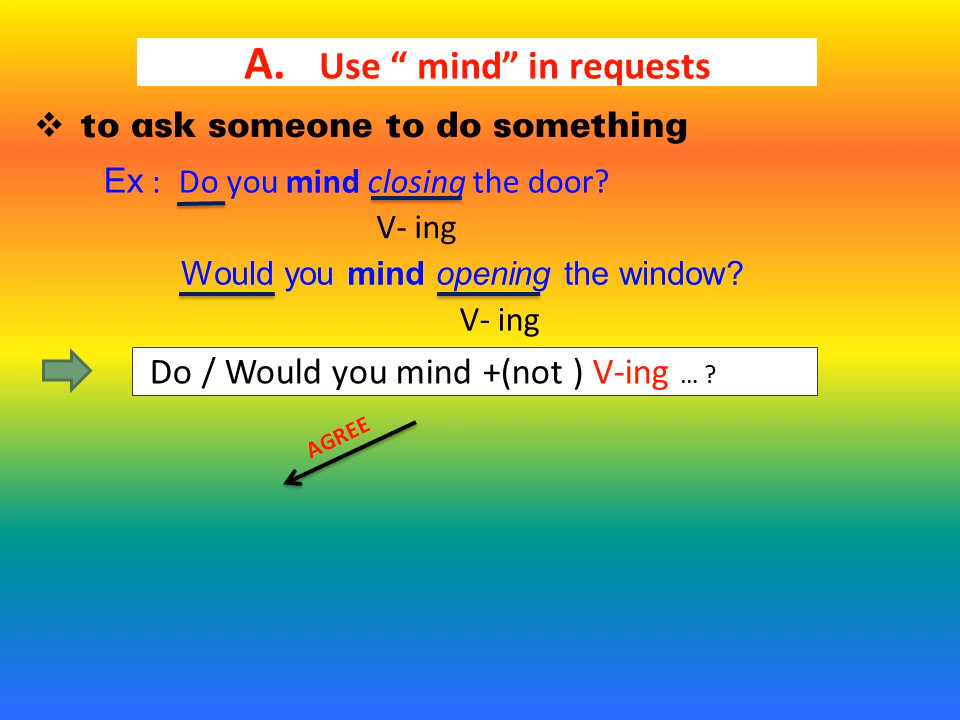 A. Use “ mind” in requests
❖ to ask someone to do something
Ex : Do you mind closing the door?
V- ing
Would you mind opening the window?
V- ing
Do / Would you mind +(not ) V-ing ... ?
AGREE